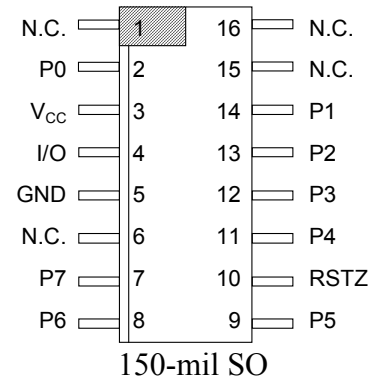 N.C. 1 16 N.C.
P0 2 15 N.C.
VCC 3 14 P1
I/O 4 13 P2
GND 5 12 P3
N.C. 6 11 P4
P7 7 10 RSTZ
P6 8 9 P5
150-mil SO